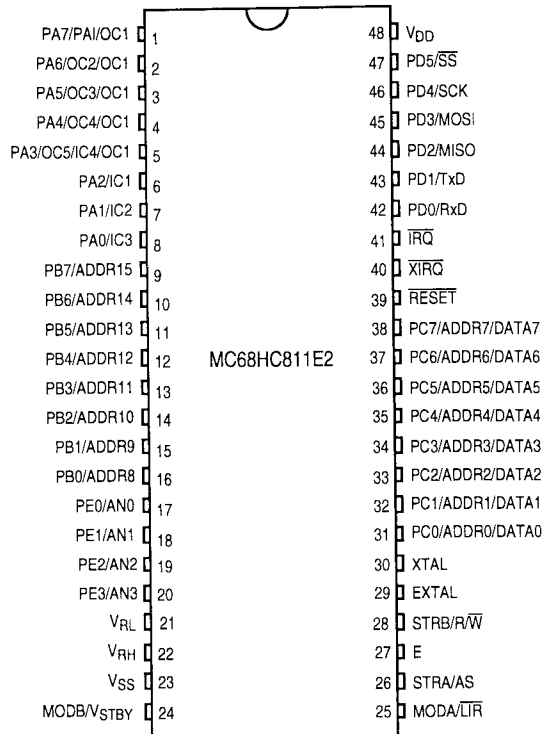 PA7/PAI/OC1 1
PA6/OC2/OC1 2
PA5/OC3/OC1 3
PA4/OC4/OC1 4
PA3/OC5/IC4/OC1 5
PA2/IC1 6
PA1/IC2 7
PA0/IC3 8
PB7/ADDR15 9
PB6/ADDR14 10
PB5/ADDR13 11
PB4/ADDR12 12
PB3/ADDR11 13
PB2/ADDR10 14
PB1/ADDR9 15
PB0/ADDR8 16
PE0/AN0 17
PE1/AN1 18
PE2/AN2 19
PE3/AN3 20
VRL 21
VRH 22
VSS 23
MODB/VSTBY 24
MC68HC811E2
48 VDD
47 PD5/S̅S̅
46 PD4/SCK
45 PD3/MOSI
44 PD2/MISO
43 PD1/TxD
42 PD0/RxD
41 I̅R̅Q̅
40 X̅I̅R̅Q̅
39 R̅E̅S̅E̅T̅
38 PC7/ADDR7/DATA7
37 PC6/ADDR6/DATA6
36 PC5/ADDR5/DATA5
35 PC4/ADDR4/DATA4
34 PC3/ADDR3/DATA3
33 PC2/ADDR2/DATA2
32 PC1/ADDR1/DATA1
31 PC0/ADDR0/DATA0
30 XTAL
29 EXTAL
28 STRB/R/W̅
27 E
26 STRA/AS
25 MODA/L̅I̅R̅